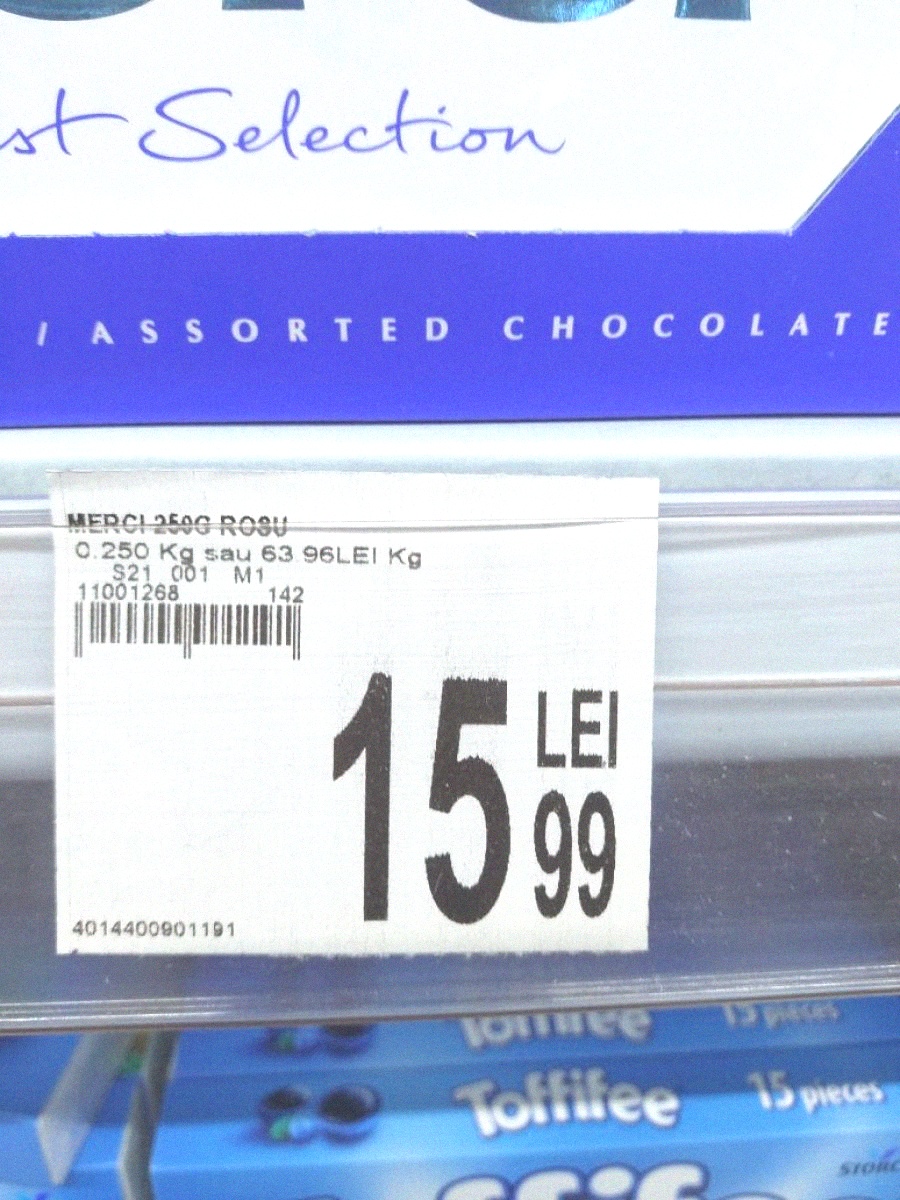 st Selection
/ ASSORTED CHOCOLATE
MERCI 250G ROSU
0.250 Kg sau 63.96LEI Kg
S21 001 M1
11001268 142
15 LEI 99
4014400901191
Toffifee 15 pieces
Toffifee 15 pieces
STORC